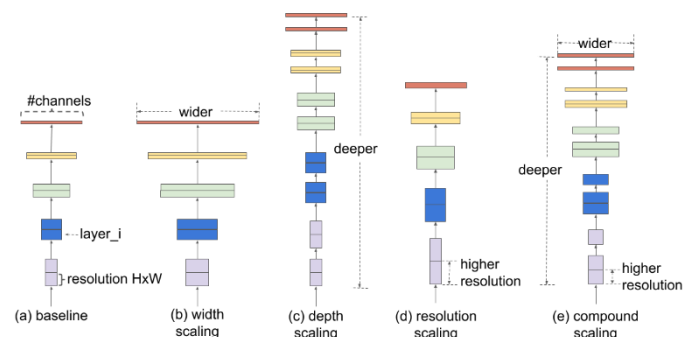 wider
#channels
wider
deeper
deeper
layer_i
higher
resolution
higher
resolution
resolution HxW
(a) baseline
(b) width
scaling
(c) depth
scaling
(d) resolution
scaling
(e) compound
scaling